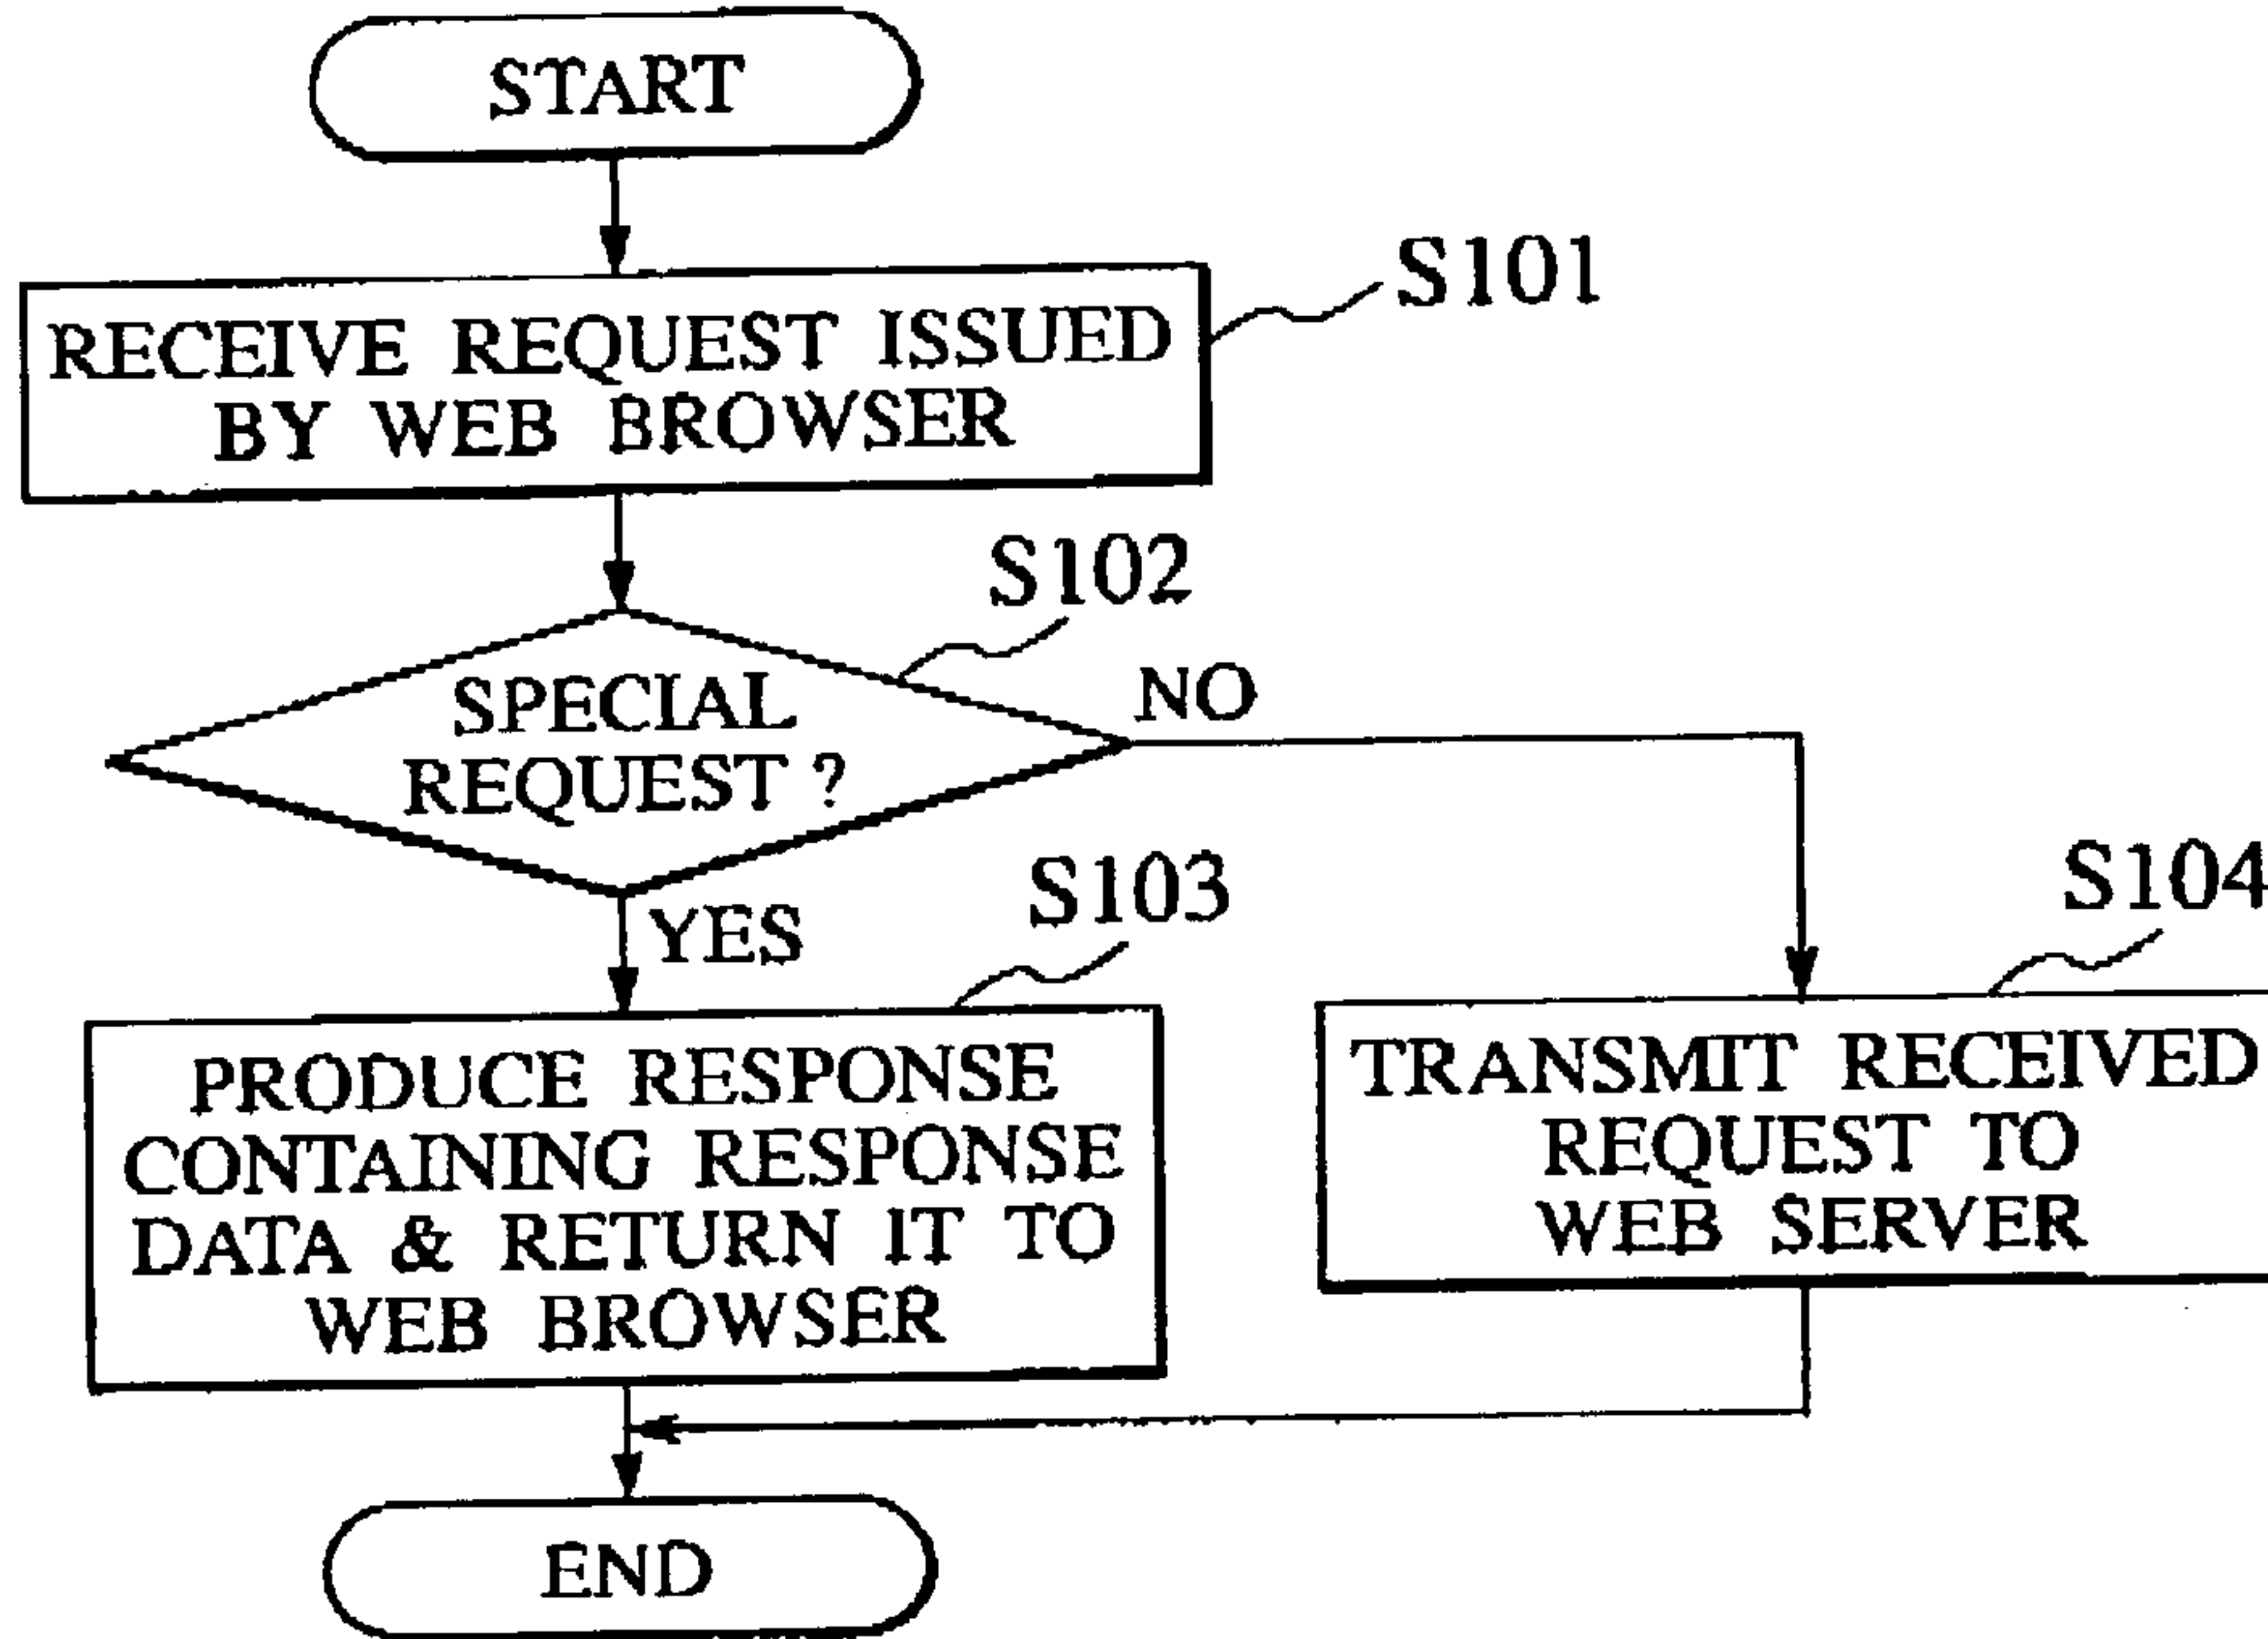 START
S101
RECEIVE REQUEST ISSUED
BY WEB BROWSER
S102
SPECIAL
REQUEST ?
NO
YES
S103
PRODUCE RESPONSE
CONTAINING RESPONSE
DATA & RETURN IT TO
WEB BROWSER
S104
TRANSMIT RECEIVED
REQUEST TO
WEB SERVER
END